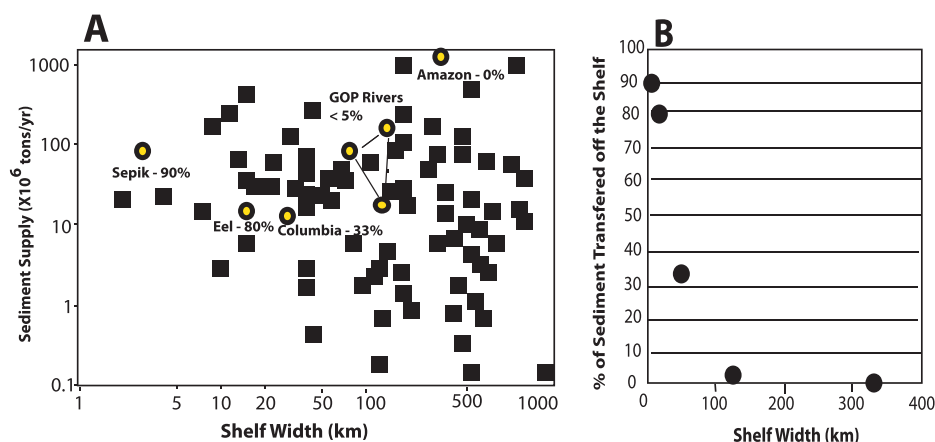 A
Sediment Supply (X10⁶ tons/yr)
1000
100
10
1
0.1
Amazon - 0%
GOP Rivers
< 5%
Sepik - 90%
Eel - 80%
Columbia - 33%
1
5
10
20
50
100
500
1000
Shelf Width (km)
B
% of Sediment Transferred off the Shelf
100
90
80
70
60
50
40
30
20
10
0
0
100
200
300
400
Shelf Width (km)